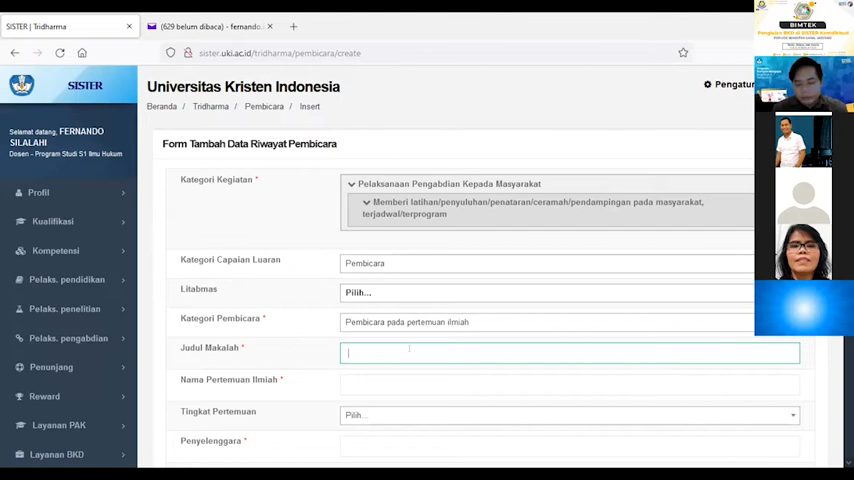 SISTER | Tridharma
(629 belum dibaca) - fernando.
sister.uki.ac.id/tridharma/pembicara/create
BIMTEK
SISTER
Universitas Kristen Indonesia
Pengatur
Beranda / Tridharma / Pembicara / Insert
Selamat datang, FERNANDO
SILALAHI
Dosen - Program Studi S1 Ilmu Hukum
Profil
Kualifikasi
Kompetensi
Pelaks. pendidikan
Pelaks. penelitian
Pelaks. pengabdian
Penunjang
Reward
Layanan PAK
Layanan BKD
Form Tambah Data Riwayat Pembicara
Kategori Kegiatan *
Pelaksanaan Pengabdian Kepada Masyarakat
Memberi latihan/penyuluhan/penataran/ceramah/pendampingan pada masyarakat,
terjadwal/terprogram
Kategori Capaian Luaran
Pembicara
Litabmas
Pilih...
Kategori Pembicara *
Pembicara pada pertemuan ilmiah
Judul Makalah *
Nama Pertemuan Ilmiah *
Tingkat Pertemuan
Pilih...
Penyelenggara *